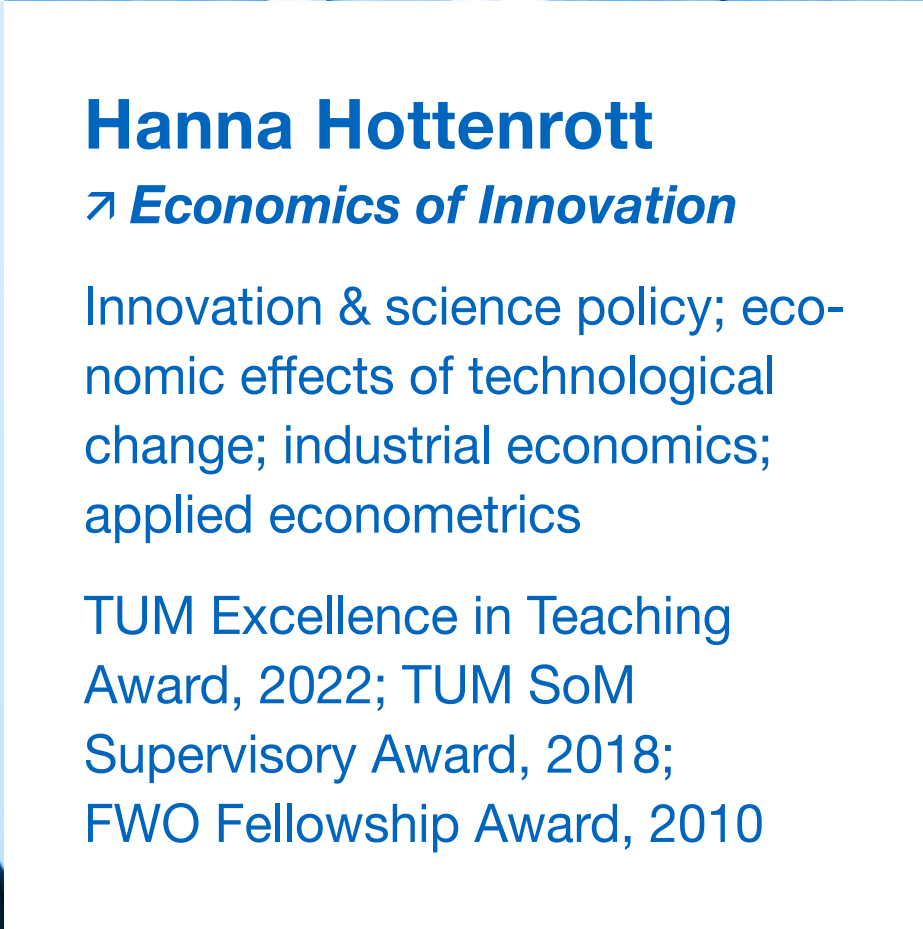 Hanna Hottenrott
↗ Economics of Innovation
Innovation & science policy; eco-
nomic effects of technological
change; industrial economics;
applied econometrics
TUM Excellence in Teaching
Award, 2022; TUM SoM
Supervisory Award, 2018;
FWO Fellowship Award, 2010